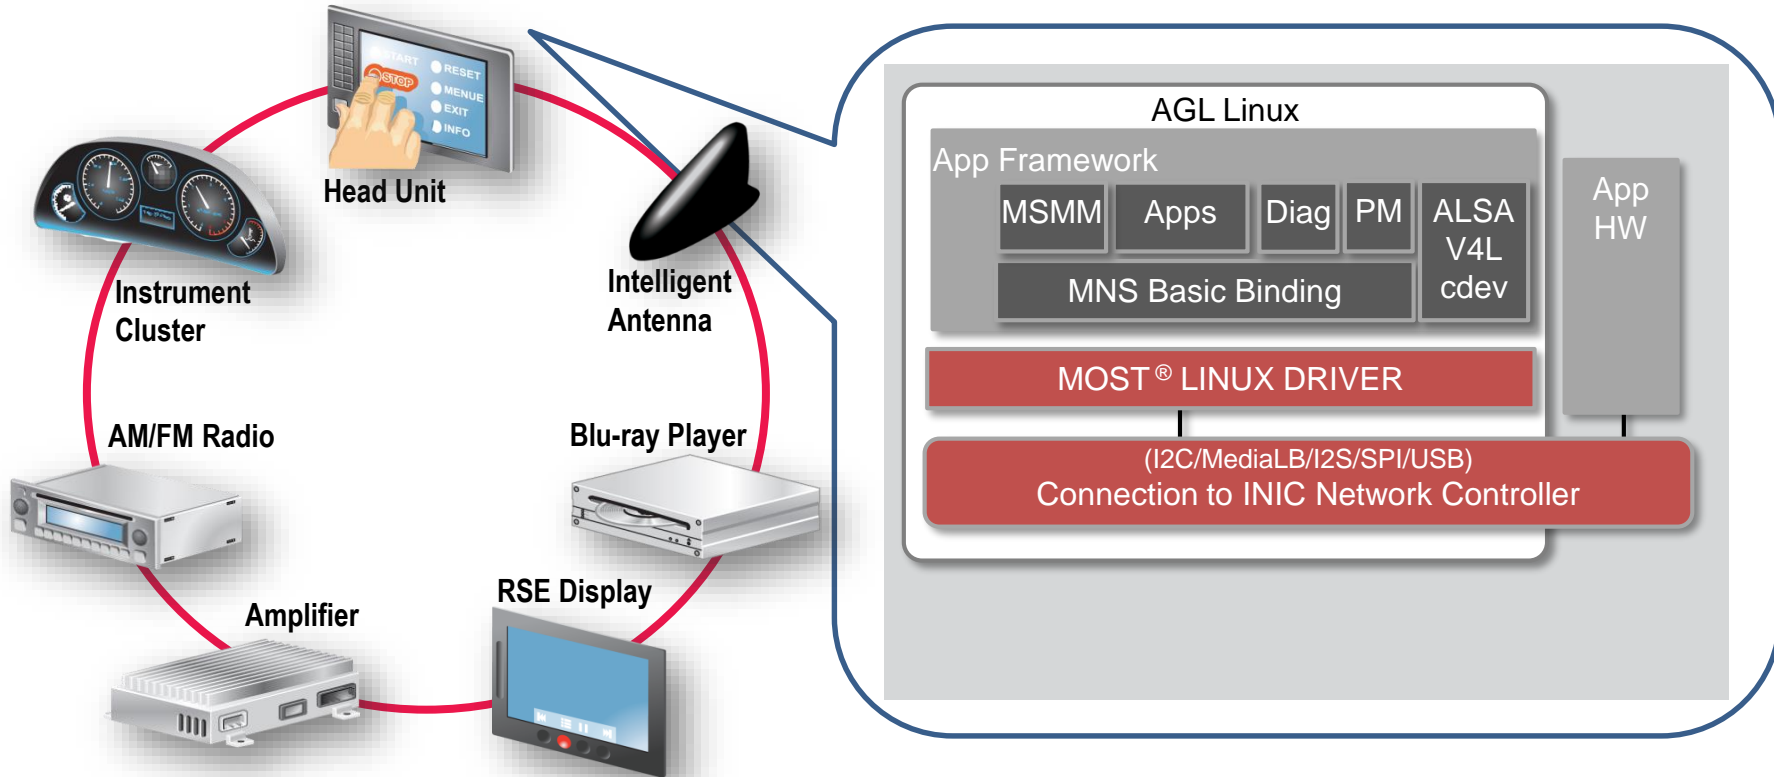 START
RESET
STOP
MENUE
EXIT
INFO
Head Unit
Instrument
Cluster
Intelligent
Antenna
AM/FM Radio
Blu-ray Player
Amplifier
RSE Display
AGL Linux
App Framework
MSMM
Apps
Diag
PM
ALSA
V4L
cdev
MNS Basic Binding
App
HW
MOST® LINUX DRIVER
(I2C/MediaLB/I2S/SPI/USB)
Connection to INIC Network Controller